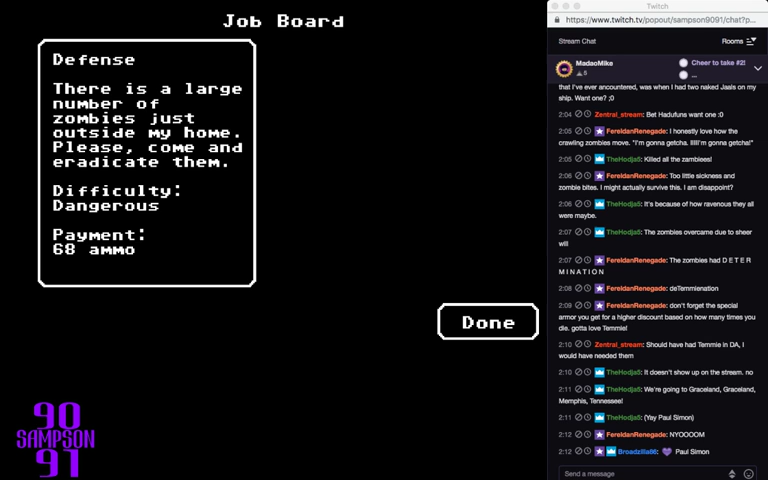 Job Board
Defense
There is a large
number of
zombies just
outside my home.
Please, come and
eradicate them.
Difficulty:
Dangerous
Payment:
68 ammo
Done
90
SAMPSON
91
Twitch
https://www.twitch.tv/popout/sampson9091/chat?p...
Stream Chat
Rooms
MadaoMike
5
Cheer to take #2!
...
that I've ever encountered, was when I had two naked Jaals on my
ship. Want one? ;0
2:04 Zentral_stream: Bet Hadufuns want one :0
2:05 FereldanRenegade: I honestly love how the
crawling zombies move. "I'm gonna getcha. IIIII'm gonna getcha!"
2:05 TheHodja5: Killed all the zambiees!
2:06 FereldanRenegade: Too little sickness and
zombie bites. I might actually survive this. I am disappoint?
2:06 TheHodja5: It's because of how ravenous they all
were maybe.
2:07 TheHodja5: The zombies overcame due to sheer
will
2:07 FereldanRenegade: The zombies had D E T E R
M I N A T I O N
2:08 FereldanRenegade: deTemmienation
2:09 FereldanRenegade: don't forget the special
armor you get for a higher discount based on how many times you
die. gotta love Temmie!
2:10 Zentral_stream: Should have had Temmie in DA, I
would have needed them
2:10 TheHodja5: It doesn't show up on the stream. no
2:11 TheHodja5: We're going to Graceland, Graceland,
Memphis, Tennessee!
2:11 TheHodja5: (Yay Paul Simon)
2:12 FereldanRenegade: NYOOOOM
2:12 Broadzilla86: Paul Simon
Send a message